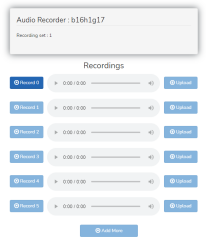 Audio Recorder : b16h1g17
Recording set : 1
Recordings
Record 0 0:00 / 0:00 Upload
Record 1 0:00 / 0:00 Upload
Record 2 0:00 / 0:00 Upload
Record 3 0:00 / 0:00 Upload
Record 4 0:00 / 0:00 Upload
Record 5 0:00 / 0:00 Upload
Add More